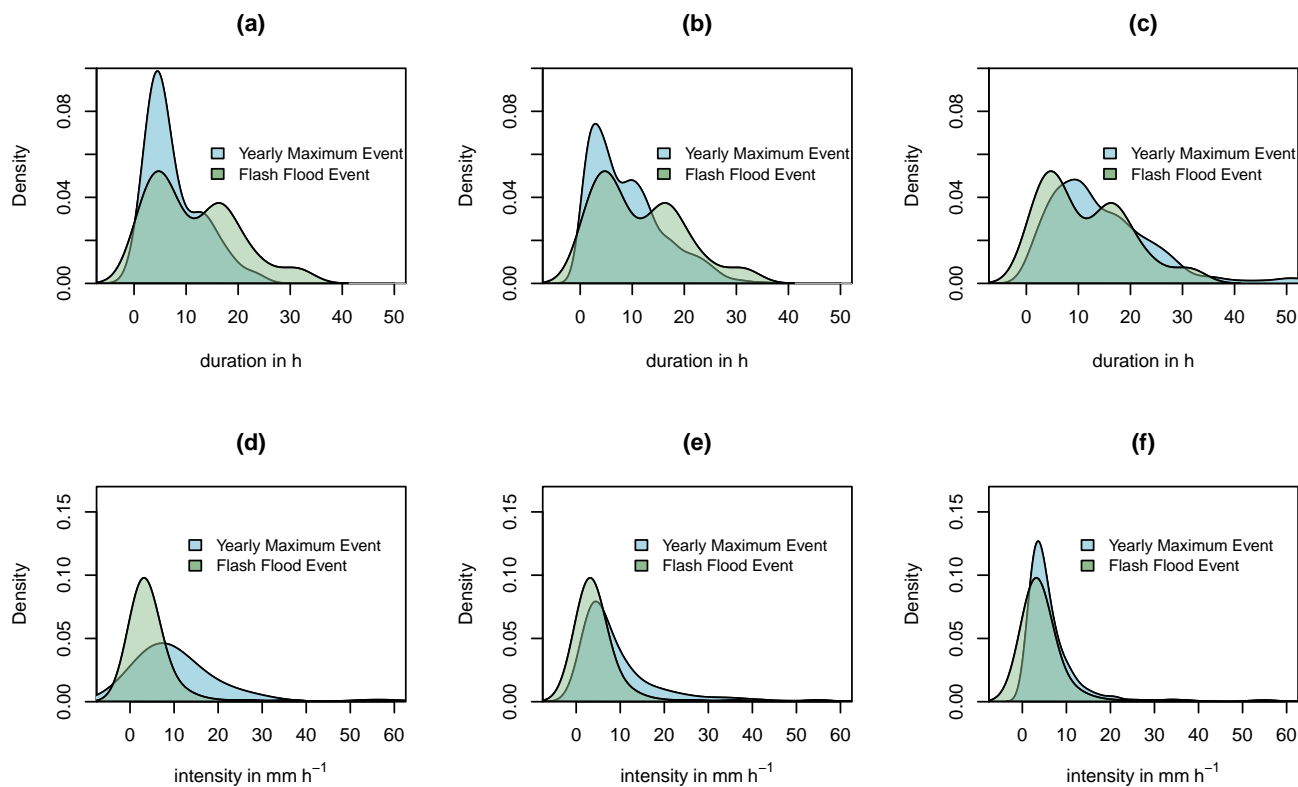 (a)
Density
0.00 0.04 0.08
Yearly Maximum Event
Flash Flood Event
0 10 20 30 40 50
duration in h
(b)
Density
0.00 0.04 0.08
Yearly Maximum Event
Flash Flood Event
0 10 20 30 40 50
duration in h
(c)
Density
0.00 0.04 0.08
Yearly Maximum Event
Flash Flood Event
0 10 20 30 40 50
duration in h
(d)
Density
0.00 0.05 0.10 0.15
Yearly Maximum Event
Flash Flood Event
0 10 20 30 40 50 60
intensity in mm h⁻¹
(e)
Density
0.00 0.05 0.10 0.15
Yearly Maximum Event
Flash Flood Event
0 10 20 30 40 50 60
intensity in mm h⁻¹
(f)
Density
0.00 0.05 0.10 0.15
Yearly Maximum Event
Flash Flood Event
0 10 20 30 40 50 60
intensity in mm h⁻¹